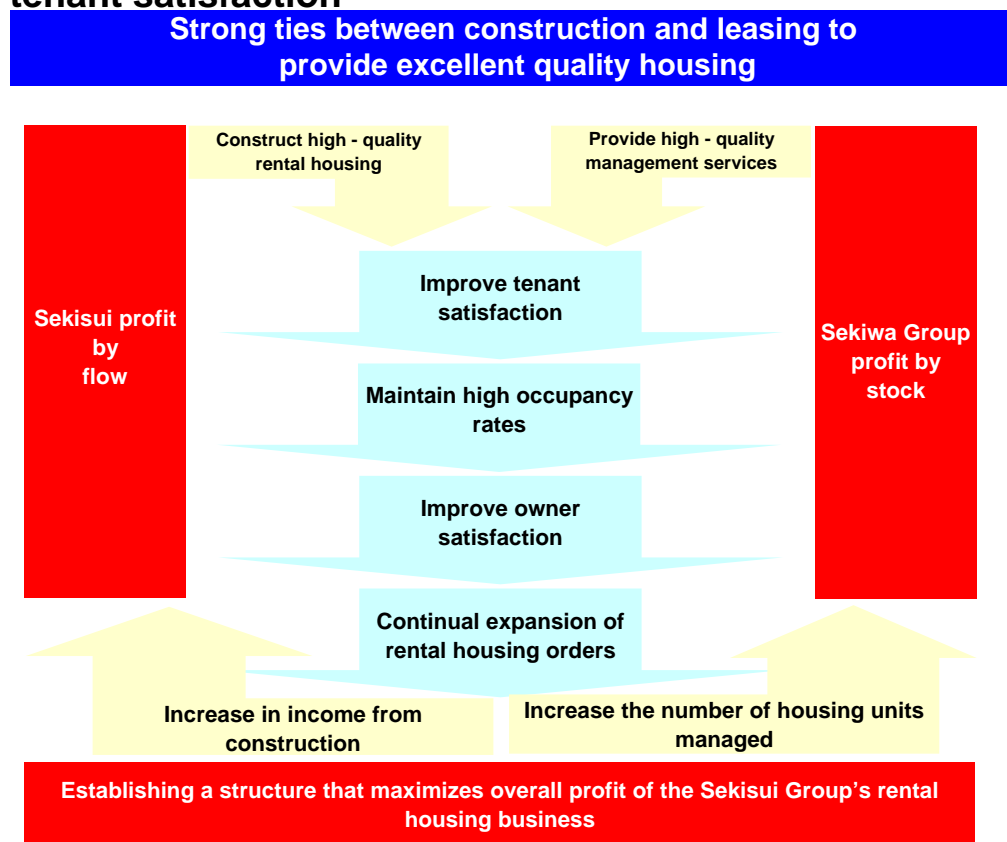 tenant satisfaction
Strong ties between construction and leasing to
provide excellent quality housing
Construct high - quality
rental housing
Provide high - quality
management services
Sekisui profit
by
flow
Improve tenant
satisfaction
Sekiwa Group
profit by
stock
Maintain high occupancy
rates
Improve owner
satisfaction
Continual expansion of
rental housing orders
Increase in income from
construction
Increase the number of housing units
managed
Establishing a structure that maximizes overall profit of the Sekisui Group’s rental
housing business